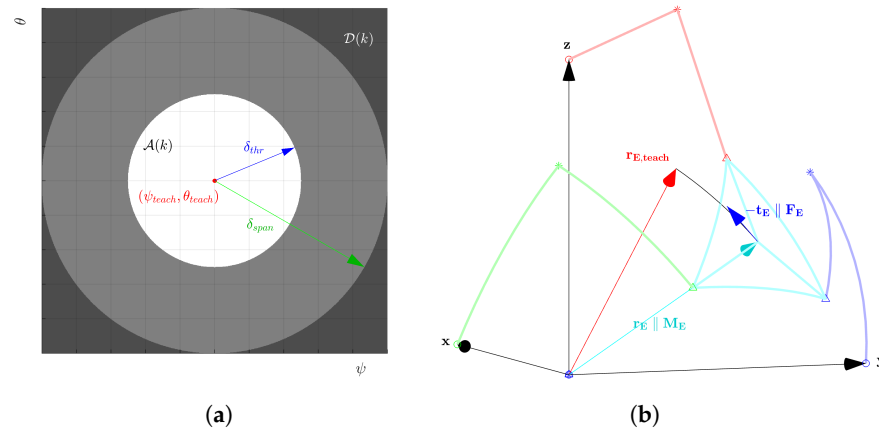 θ
𝒟(k)
𝒜(k)
δ_thr
(ψ_teach, θ_teach)
δ_span
ψ
(a)
z
r_E,teach
−t_E ∥ F_E
r_E ∥ M_E
x
y
(b)